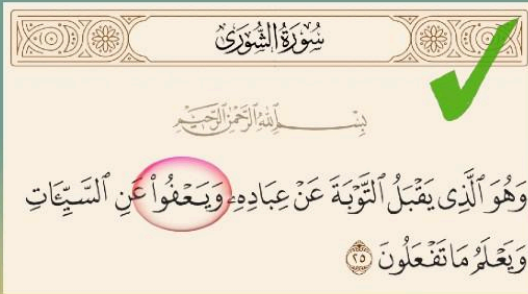 سُورَةُ الشُّورَىٰ
بِسْمِ ٱللَّهِ ٱلرَّحْمَٰنِ ٱلرَّحِيمِ
وَهُوَ ٱلَّذِى يَقْبَلُ ٱلتَّوْبَةَ عَنْ عِبَادِهِۦ وَيَعْفُوا۟ عَنِ ٱلسَّيِّـَٔاتِ
وَيَعْلَمُ مَا تَفْعَلُونَ ٢٥